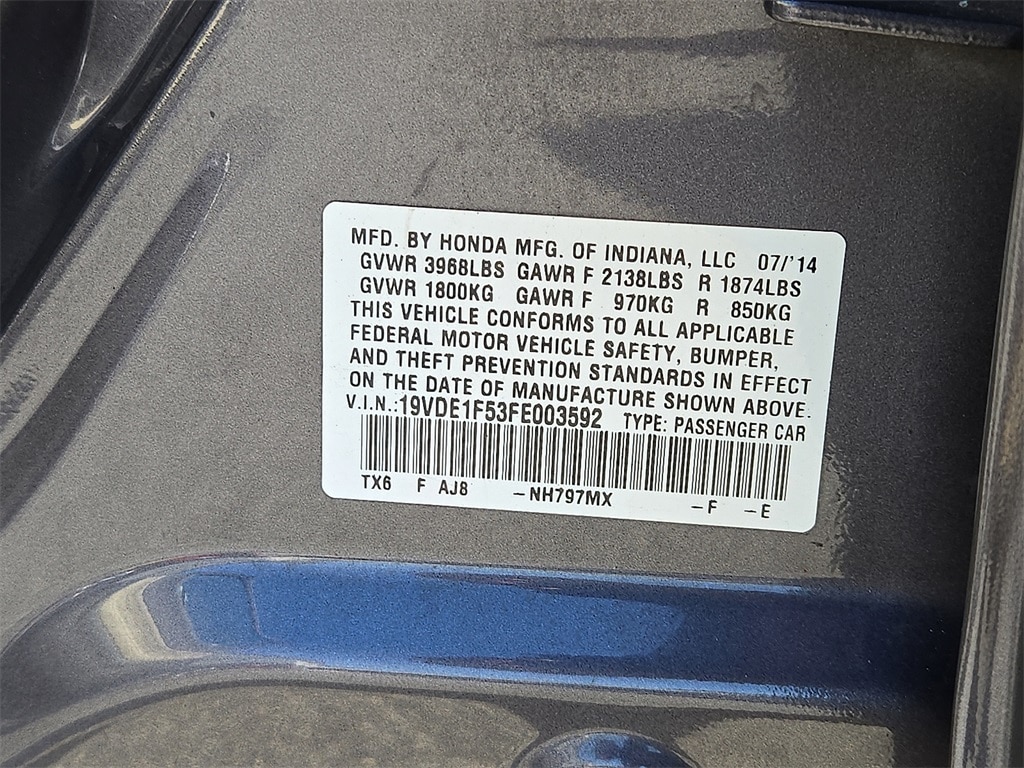 MFD. BY HONDA MFG. OF INDIANA, LLC 07/'14
GVWR 3968LBS GAWR F 2138LBS R 1874LBS
GVWR 1800KG GAWR F 970KG R 850KG
THIS VEHICLE CONFORMS TO ALL APPLICABLE
FEDERAL MOTOR VEHICLE SAFETY, BUMPER,
AND THEFT PREVENTION STANDARDS IN EFFECT
ON THE DATE OF MANUFACTURE SHOWN ABOVE.
V.I.N.:19VDE1F53FE003592 TYPE: PASSENGER CAR
TX6 F AJ8 -NH797MX -F -E